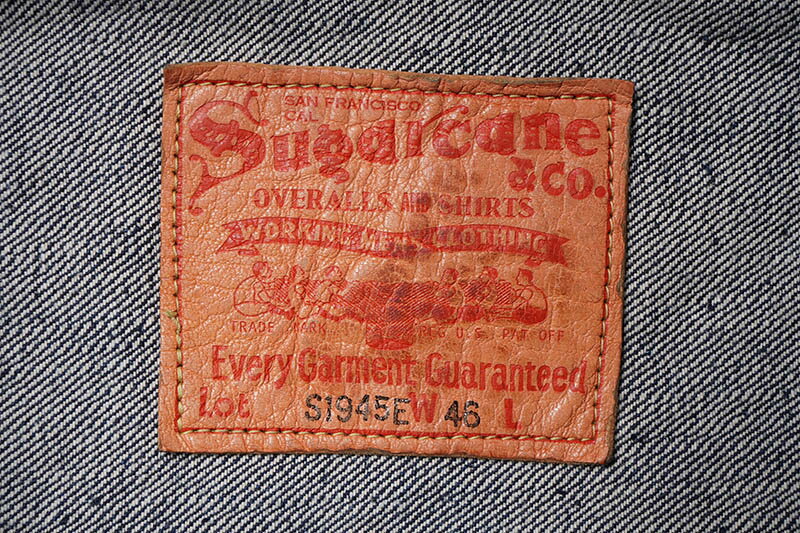 SAN FRANCISCO
CAL
SugarCane
& CO.
OVERALLS AND SHIRTS
WORKING MEN'S CLOTHING
TRADE MARK REG U.S. PAT OFF
Every Garment Guaranteed
Lot S1945E W 46 L